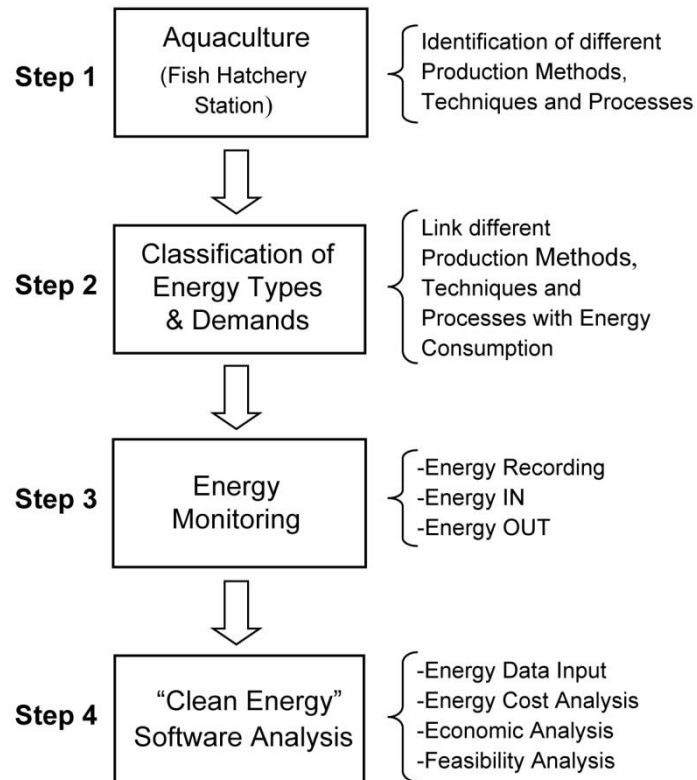 Step 1
Aquaculture
(Fish Hatchery
Station)
Identification of different
Production Methods,
Techniques and Processes
Step 2
Classification of
Energy Types
& Demands
Link different
Production Methods,
Techniques and
Processes with Energy
Consumption
Step 3
Energy
Monitoring
-Energy Recording
-Energy IN
-Energy OUT
Step 4
“Clean Energy”
Software Analysis
-Energy Data Input
-Energy Cost Analysis
-Economic Analysis
-Feasibility Analysis